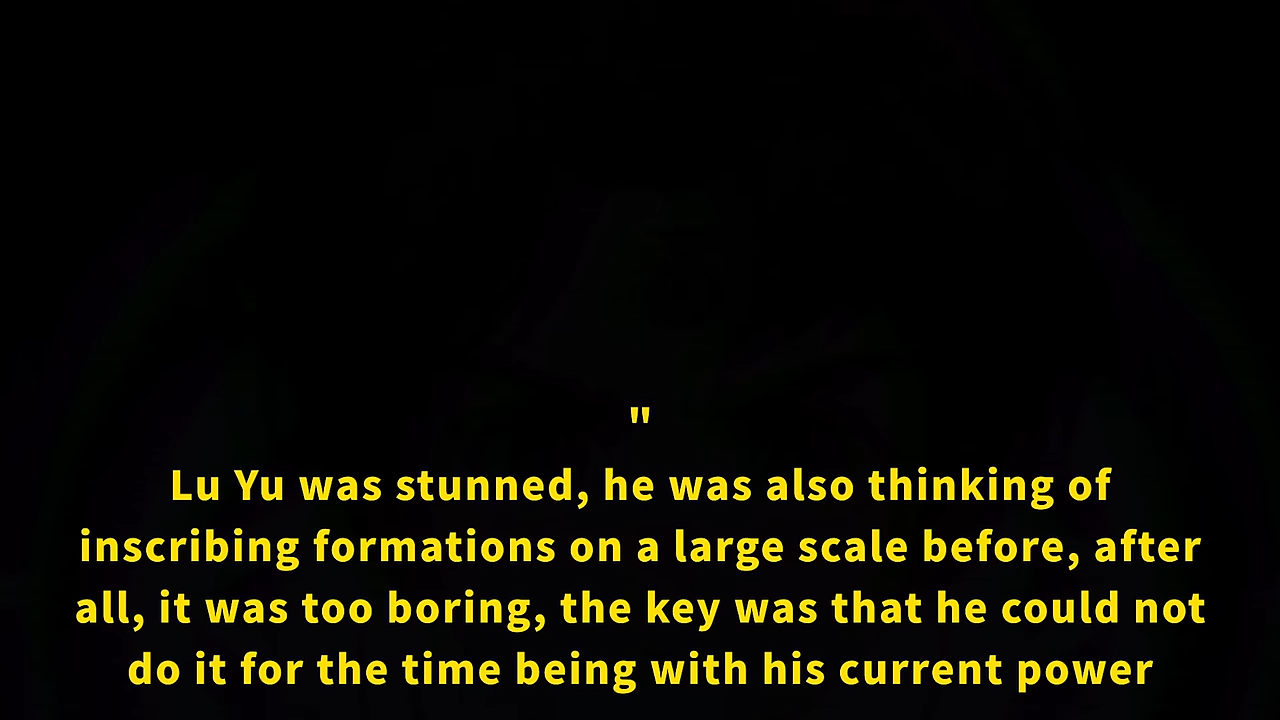 "
Lu Yu was stunned, he was also thinking of
inscribing formations on a large scale before, after
all, it was too boring, the key was that he could not
do it for the time being with his current power